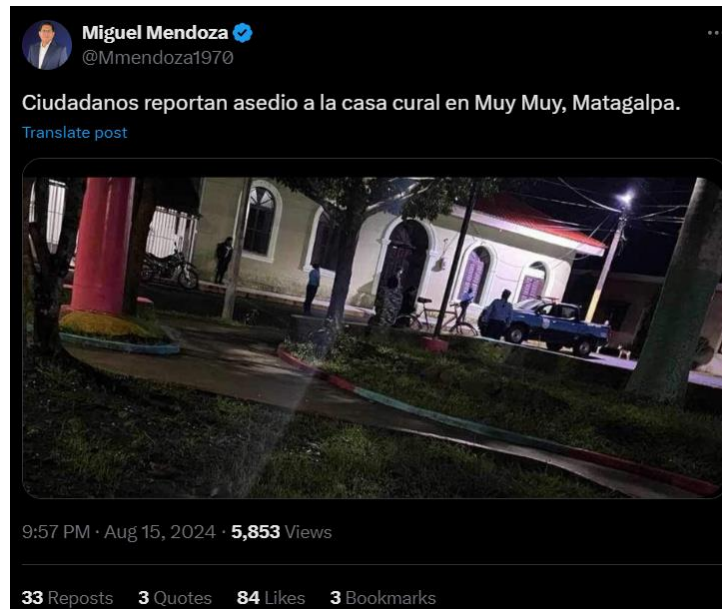 Miguel Mendoza
@Mmendoza1970
Ciudadanos reportan asedio a la casa cural en Muy Muy, Matagalpa.
Translate post
9:57 PM · Aug 15, 2024 · 5,853 Views
33 Reposts 3 Quotes 84 Likes 3 Bookmarks